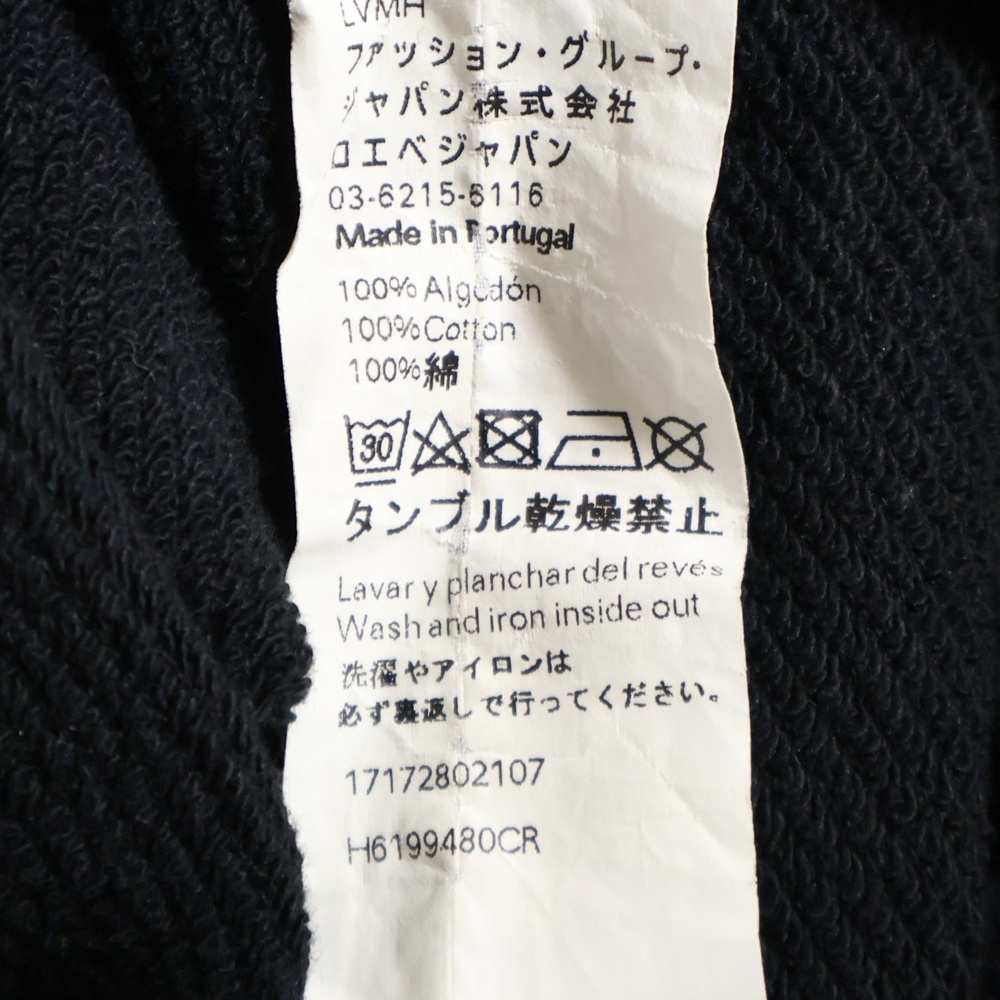 LVMH
ファッション・グループ・
ジャパン株式会社
ロエベジャパン
03-6215-6116
Made in Portugal
100% Algodón
100% Cotton
100% 綿
30
タンブル乾燥禁止
Lavar y planchar del revés
Wash and iron inside out
洗濯やアイロンは
必ず裏返しで行ってください。
17172802107
H6199480CR